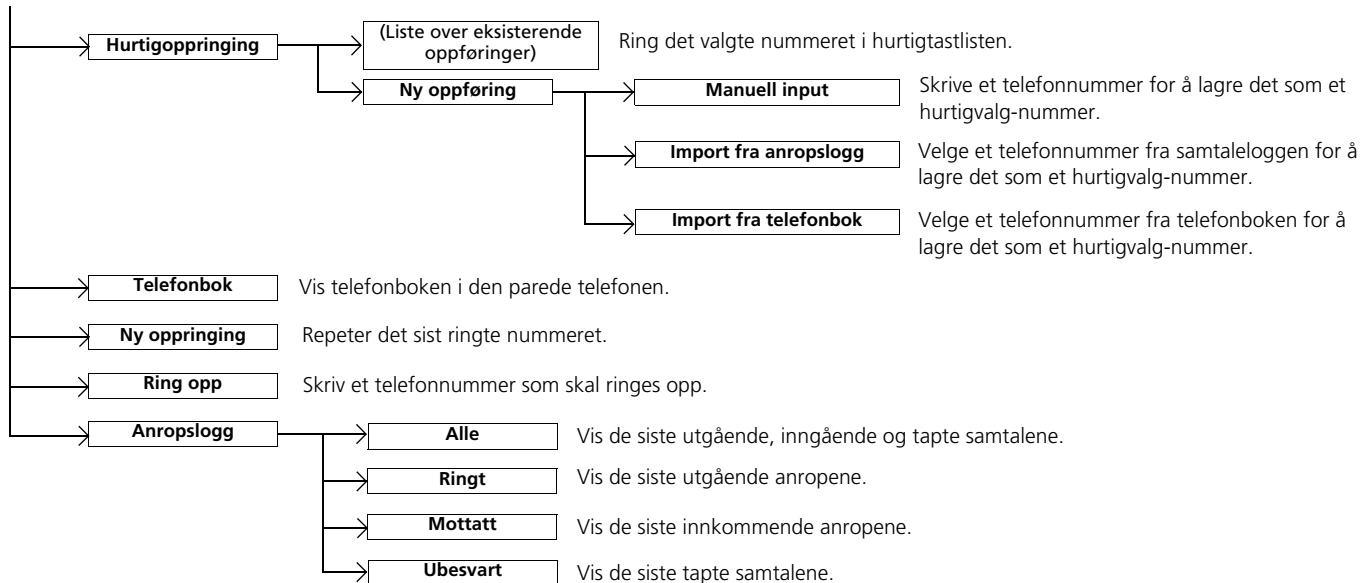 Hurtigoppringing
(Liste over eksisterende
oppføringer)
Ring det valgte nummeret i hurtigtastlisten.
Ny oppføring
Manuell input
Skrive et telefonnummer for å lagre det som et
hurtigvalg-nummer.
Import fra anropslogg
Velge et telefonnummer fra samtaleloggen for å
lagre det som et hurtigvalg-nummer.
Import fra telefonbok
Velge et telefonnummer fra telefonboken for å
lagre det som et hurtigvalg-nummer.
Telefonbok
Vis telefonboken i den parede telefonen.
Ny oppringing
Repeter det sist ringte nummeret.
Ring opp
Skriv et telefonnummer som skal ringes opp.
Anropslogg
Alle
Vis de siste utgående, inngående og tapte samtalene.
Ringt
Vis de siste utgående anropene.
Mottatt
Vis de siste innkommende anropene.
Ubesvart
Vis de siste tapte samtalene.